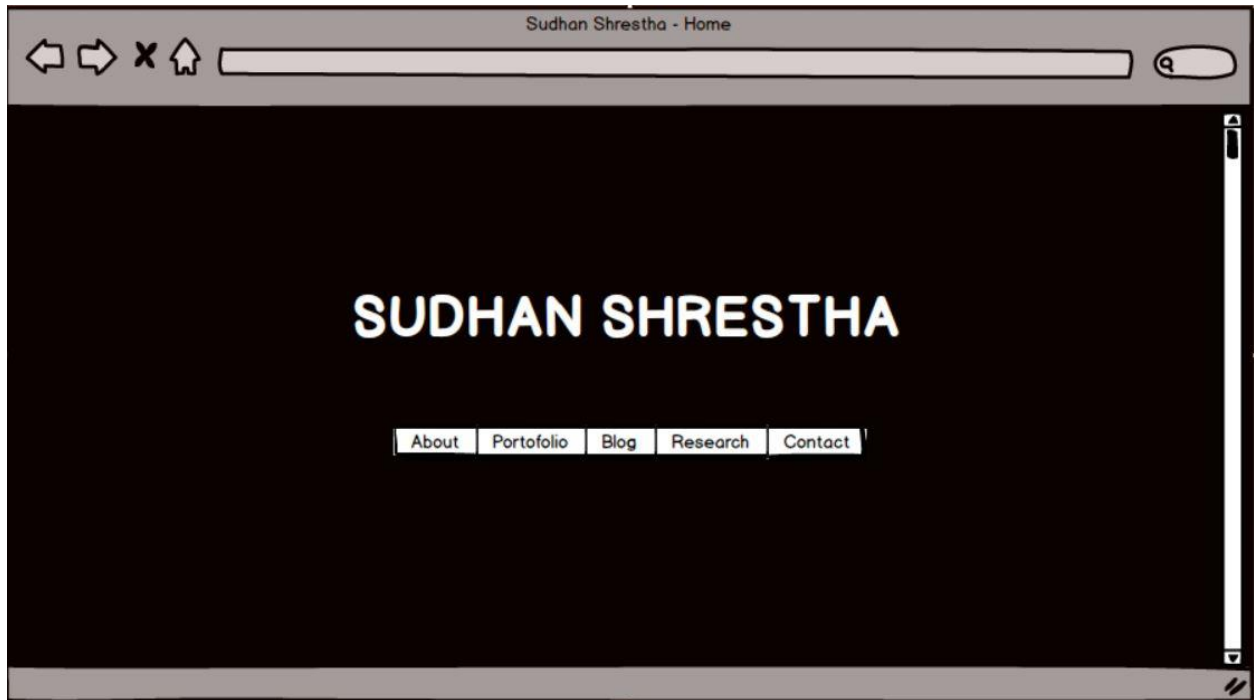 Sudhan Shrestha - Home
SUDHAN SHRESTHA
About Portofolio Blog Research Contact